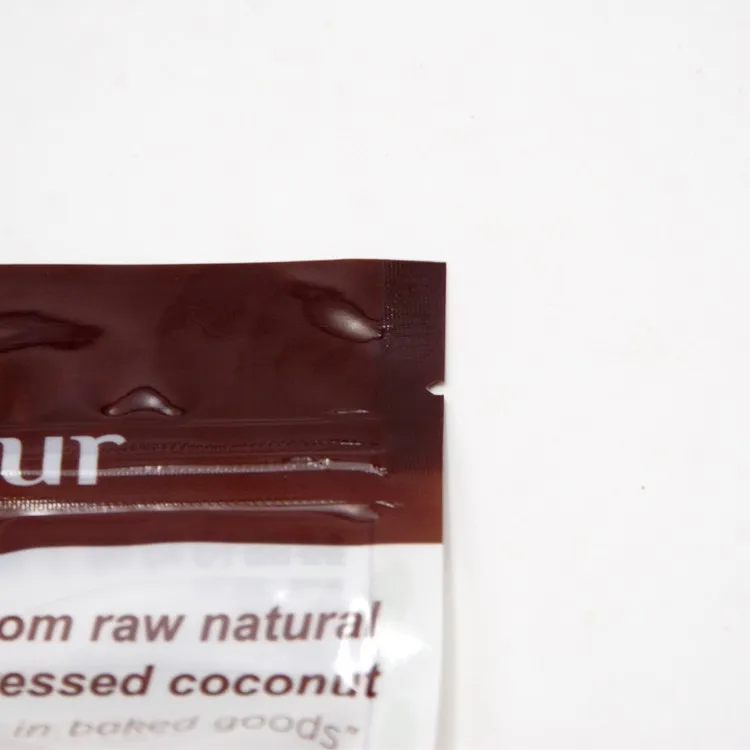 ur
om raw natural
essed coconut
in baked goods"